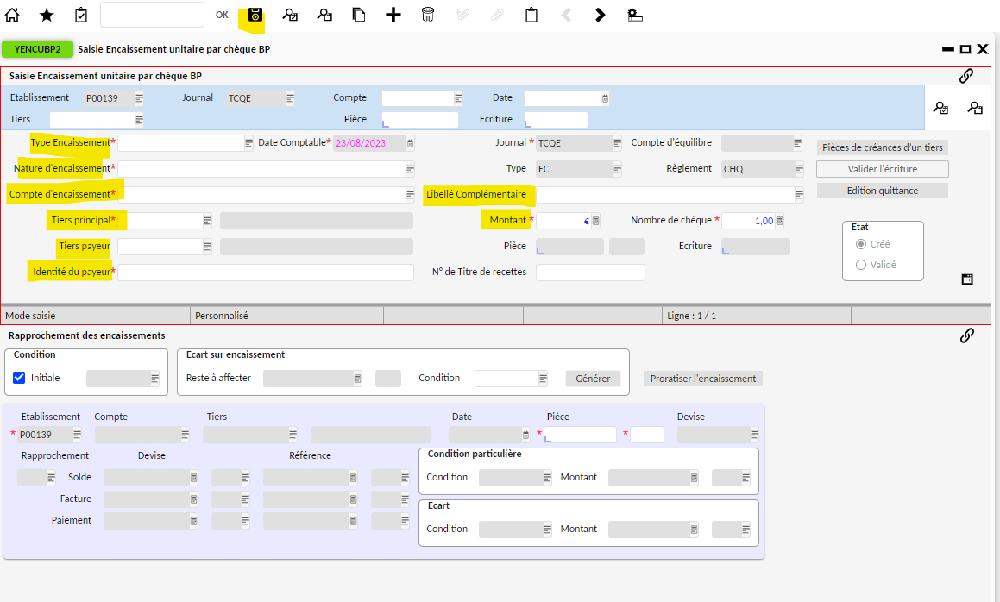 OK
YENCUBP2 Saisie Encaissement unitaire par chèque BP
Saisie Encaissement unitaire par chèque BP
Etablissement P00139 Journal TCQE Compte Date
Tiers Pièce Ecriture
Type Encaissement* Date Comptable* 23/08/2023 Journal * TCQE Compte d'équilibre
Pièces de créances d'un tiers
Nature d'encaissement* Type EC Règlement CHQ
Valider l'écriture
Compte d'encaissement* Libellé Complémentaire
Edition quittance
Tiers principal* Montant * € Nombre de chèque * 1,00
Etat
Tiers payeur Pièce Ecriture
Créé
Identité du payeur* N° de Titre de recettes
Validé
Mode saisie Personnalisé Ligne : 1 / 1
Rapprochement des encaissements
Condition Ecart sur encaissement
Initiale Reste à affecter Condition Générer Proratiser l'encaissement
Etablissement Compte Tiers Date Pièce Devise
* P00139 * *
Rapprochement Devise Référence Condition particulière
Solde Condition Montant
Facture
Ecart
Paiement
Condition Montant